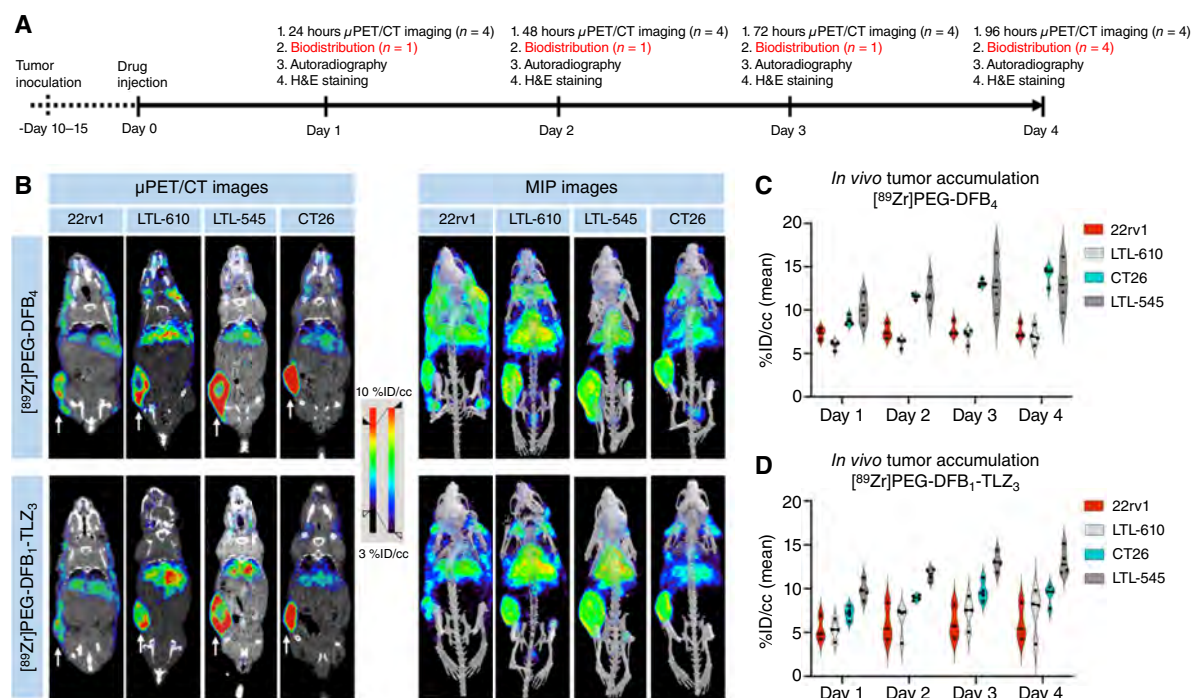 A
1. 24 hours µPET/CT imaging (n = 4)
2. Biodistribution (n = 1)
3. Autoradiography
4. H&E staining
1. 48 hours µPET/CT imaging (n = 4)
2. Biodistribution (n = 1)
3. Autoradiography
4. H&E staining
1. 72 hours µPET/CT imaging (n = 4)
2. Biodistribution (n = 1)
3. Autoradiography
4. H&E staining
1. 96 hours µPET/CT imaging (n = 4)
2. Biodistribution (n = 4)
3. Autoradiography
4. H&E staining
Tumor
inoculation
Drug
injection
-Day 10–15
Day 0
Day 1
Day 2
Day 3
Day 4
B
µPET/CT images
MIP images
22rv1
LTL-610
LTL-545
CT26
22rv1
LTL-610
LTL-545
CT26
[⁸⁹Zr]PEG-DFB₄
[⁸⁹Zr]PEG-DFB₁-TLZ₃
10 %ID/cc
3 %ID/cc
C
In vivo tumor accumulation
[⁸⁹Zr]PEG-DFB₄
%ID/cc (mean)
20
15
10
5
0
Day 1
Day 2
Day 3
Day 4
22rv1
LTL-610
CT26
LTL-545
D
In vivo tumor accumulation
[⁸⁹Zr]PEG-DFB₁-TLZ₃
%ID/cc (mean)
20
15
10
5
0
Day 1
Day 2
Day 3
Day 4
22rv1
LTL-610
CT26
LTL-545